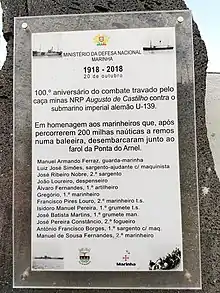 MINISTÉRIO DA DEFESA NACIONAL
MARINHA
1918 - 2018
20 de outubro
100.º aniversário do combate travado pelo
caça minas NRP Augusto de Castilho contra o
submarino imperial alemão U-139.
Em homenagem aos marinheiros que, após
percorrerem 200 milhas náuticas a remos
numa baleeira, desembarcaram junto ao
farol da Ponta do Arnel.
Manuel Armando Ferraz, guarda-marinha
Luiz José Simões, sargento-ajudante c/ maquinista
José Ribeiro Nobre, 2.º sargento
João Loureiro, despenseiro
Álvaro Fernandes, 1.º artilheiro
Gregório, 1.º marinheiro
Francisco Pires Louro, 2.º marinheiro t.s.
Isidoro Manuel Pereira, 1.º grumete t.s.
José Batista Martins, 1.º grumete man.
José Pereira Constâncio, 2.º fogueiro
António Francisco Borges, 1.º sargento c/ maq.
Manuel de Sousa Fernandes, 2.º marinheiro
Marinha